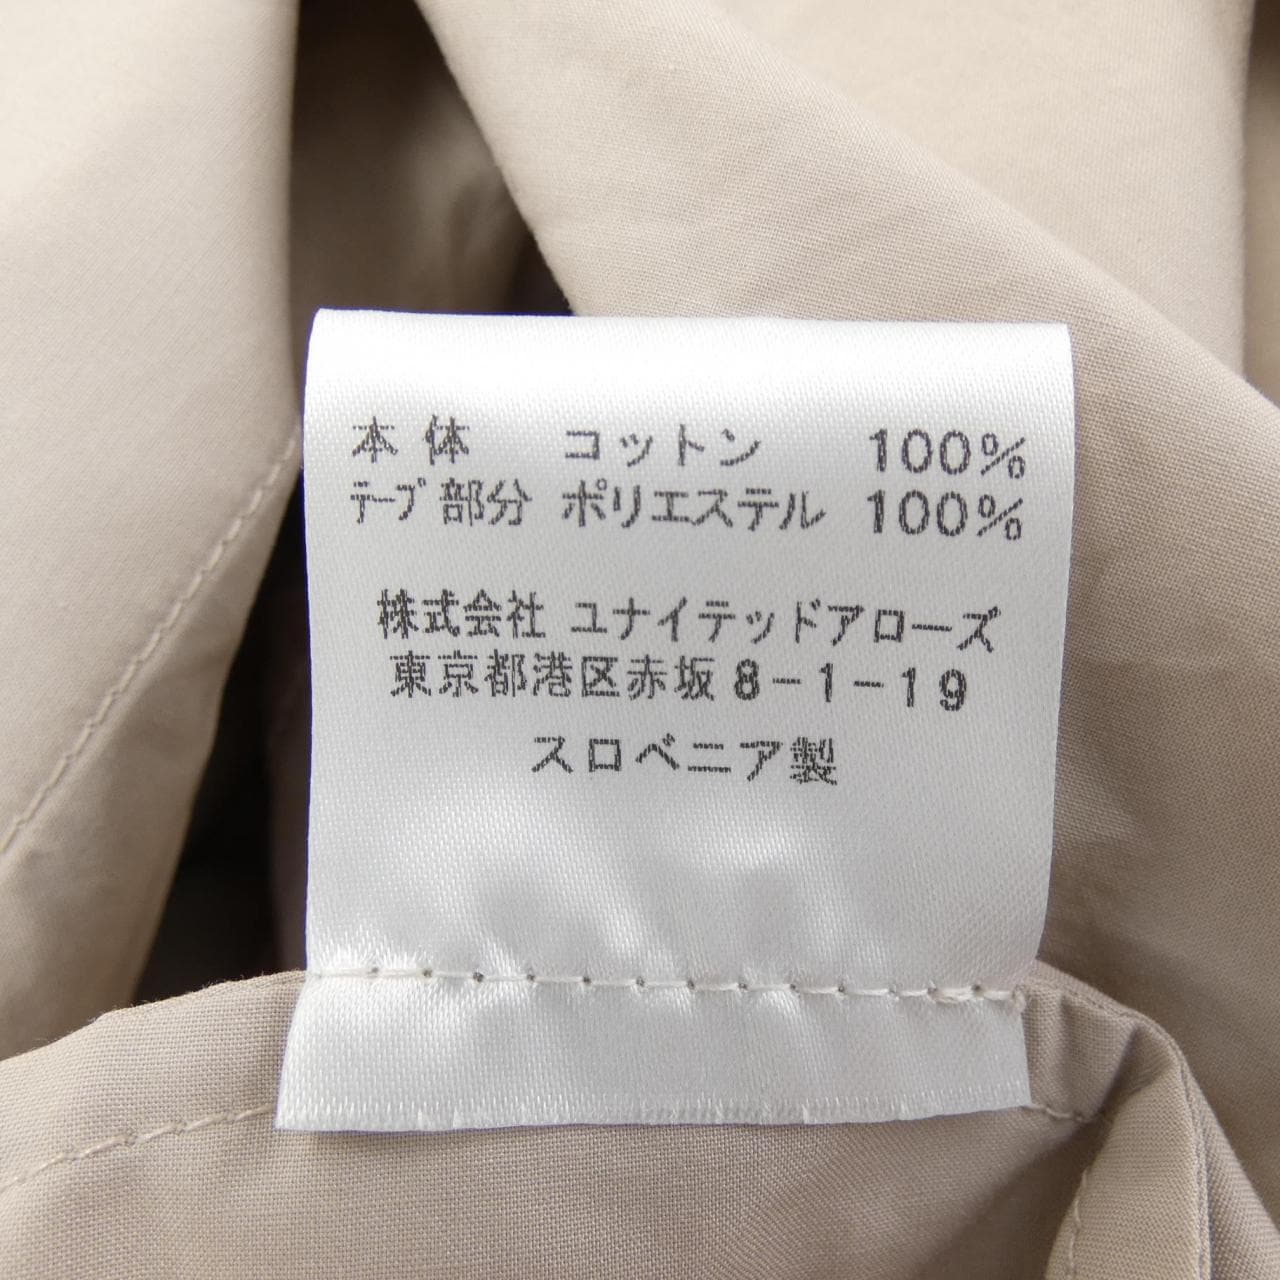 本体 コットン 100%
ﾃｰﾌﾟ部分 ポリエステル 100%
株式会社 ユナイテッドアローズ
東京都港区赤坂 8-1-19
スロベニア製